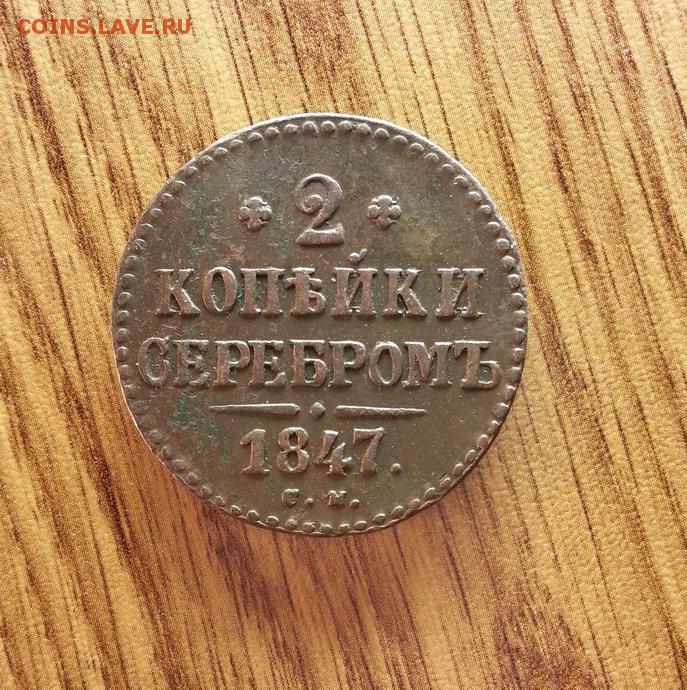 COINS.LAVE.RU
2
КОПѢЙКИ
СЕРЕБРОМЪ
1847.
С. М.